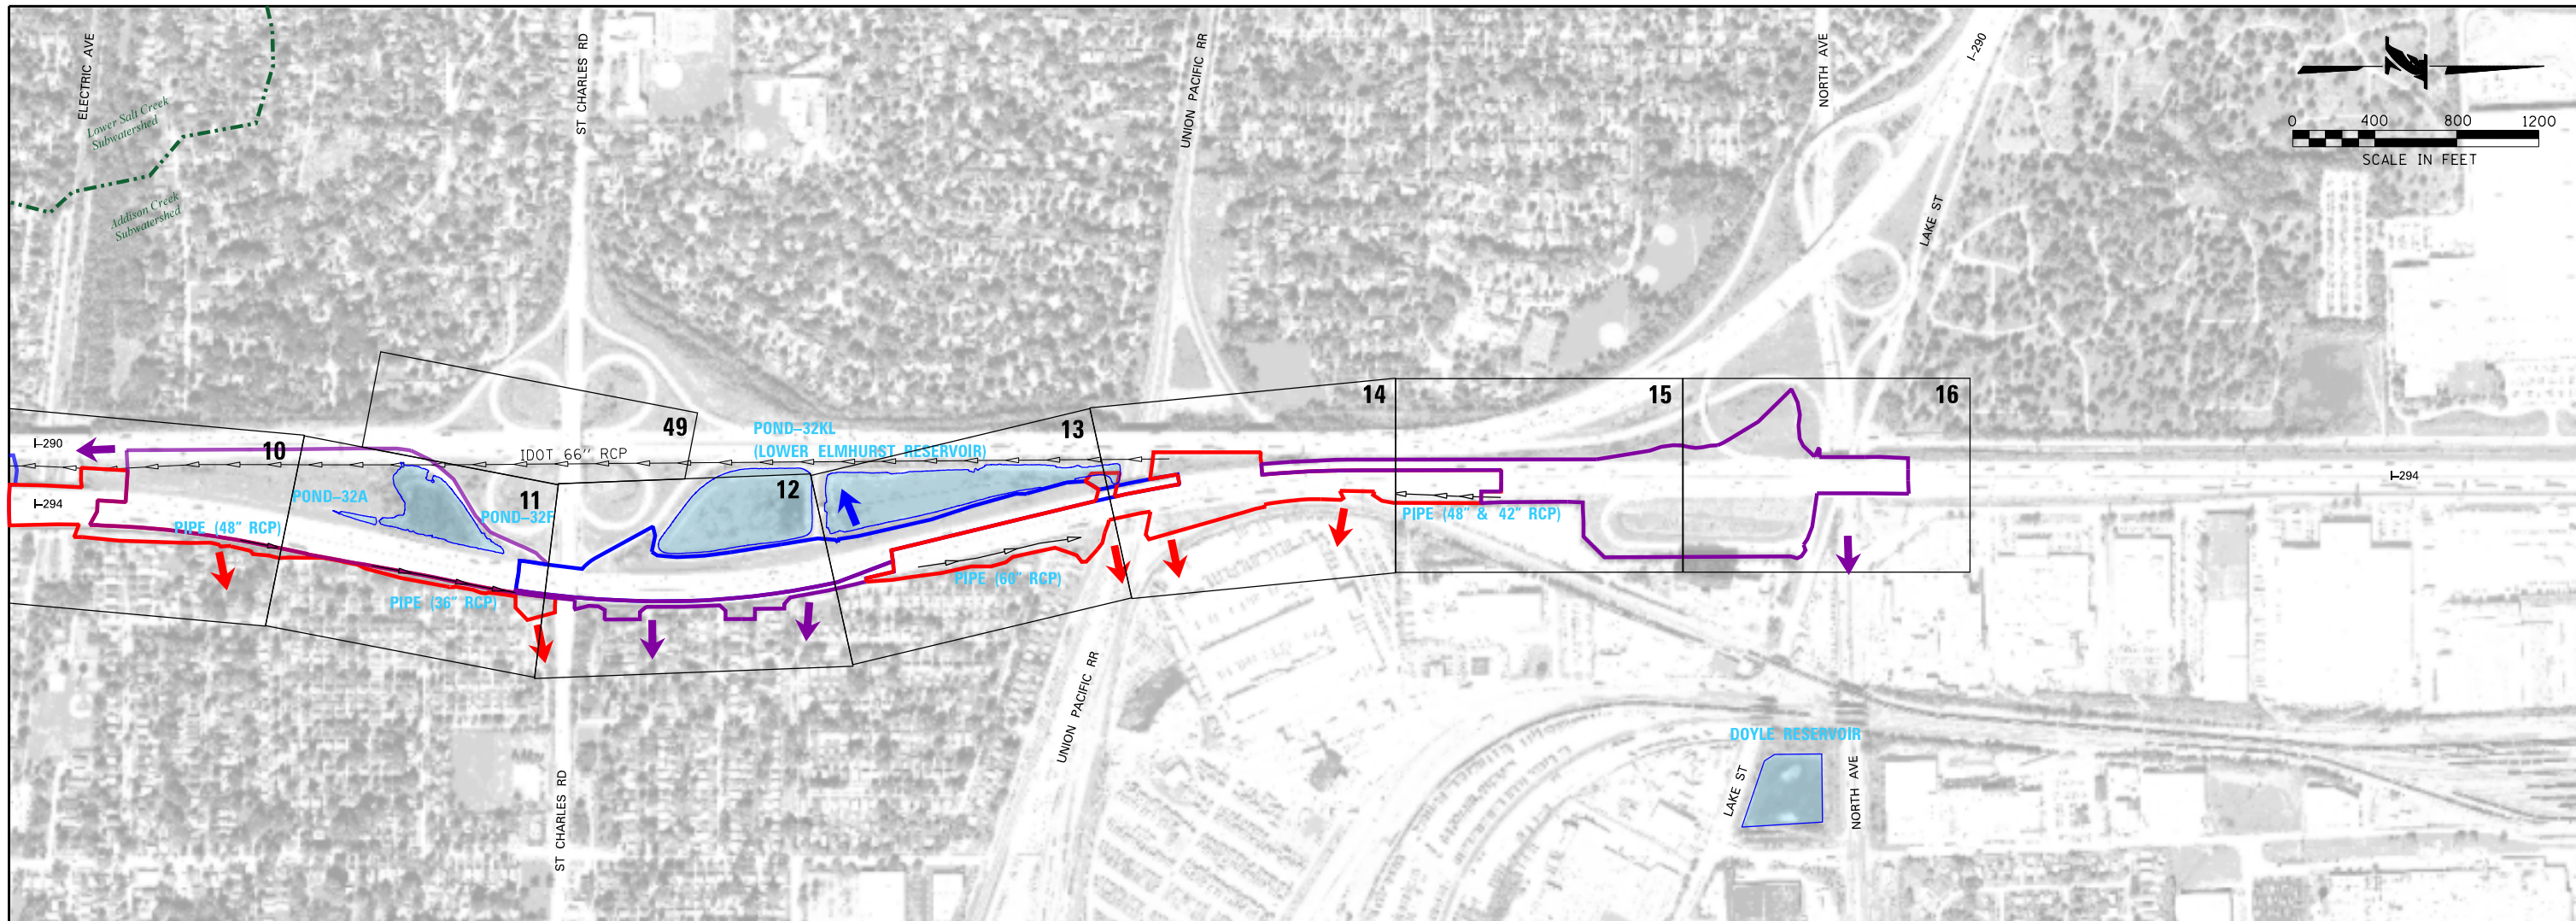 ELECTRIC AVE
ST CHARLES RD
UNION PACIFIC RR
NORTH AVE
I-290
LAKE ST
0 400 800 1200
SCALE IN FEET
Lower Salt Creek
Subwatershed
Addison Creek
Subwatershed
14
15
16
49
13
POND-32KL
(LOWER ELMHURST RESERVOIR)
I-290
10
IDOT 66" RCP
I-294
I-294
POND-32A
11
12
POND-32F
PIPE (48" RCP)
PIPE (48" & 42" RCP)
PIPE (60" RCP)
PIPE (36" RCP)
UNION PACIFIC RR
ST CHARLES RD
DOYLE RESERVOIR
LAKE ST
NORTH AVE